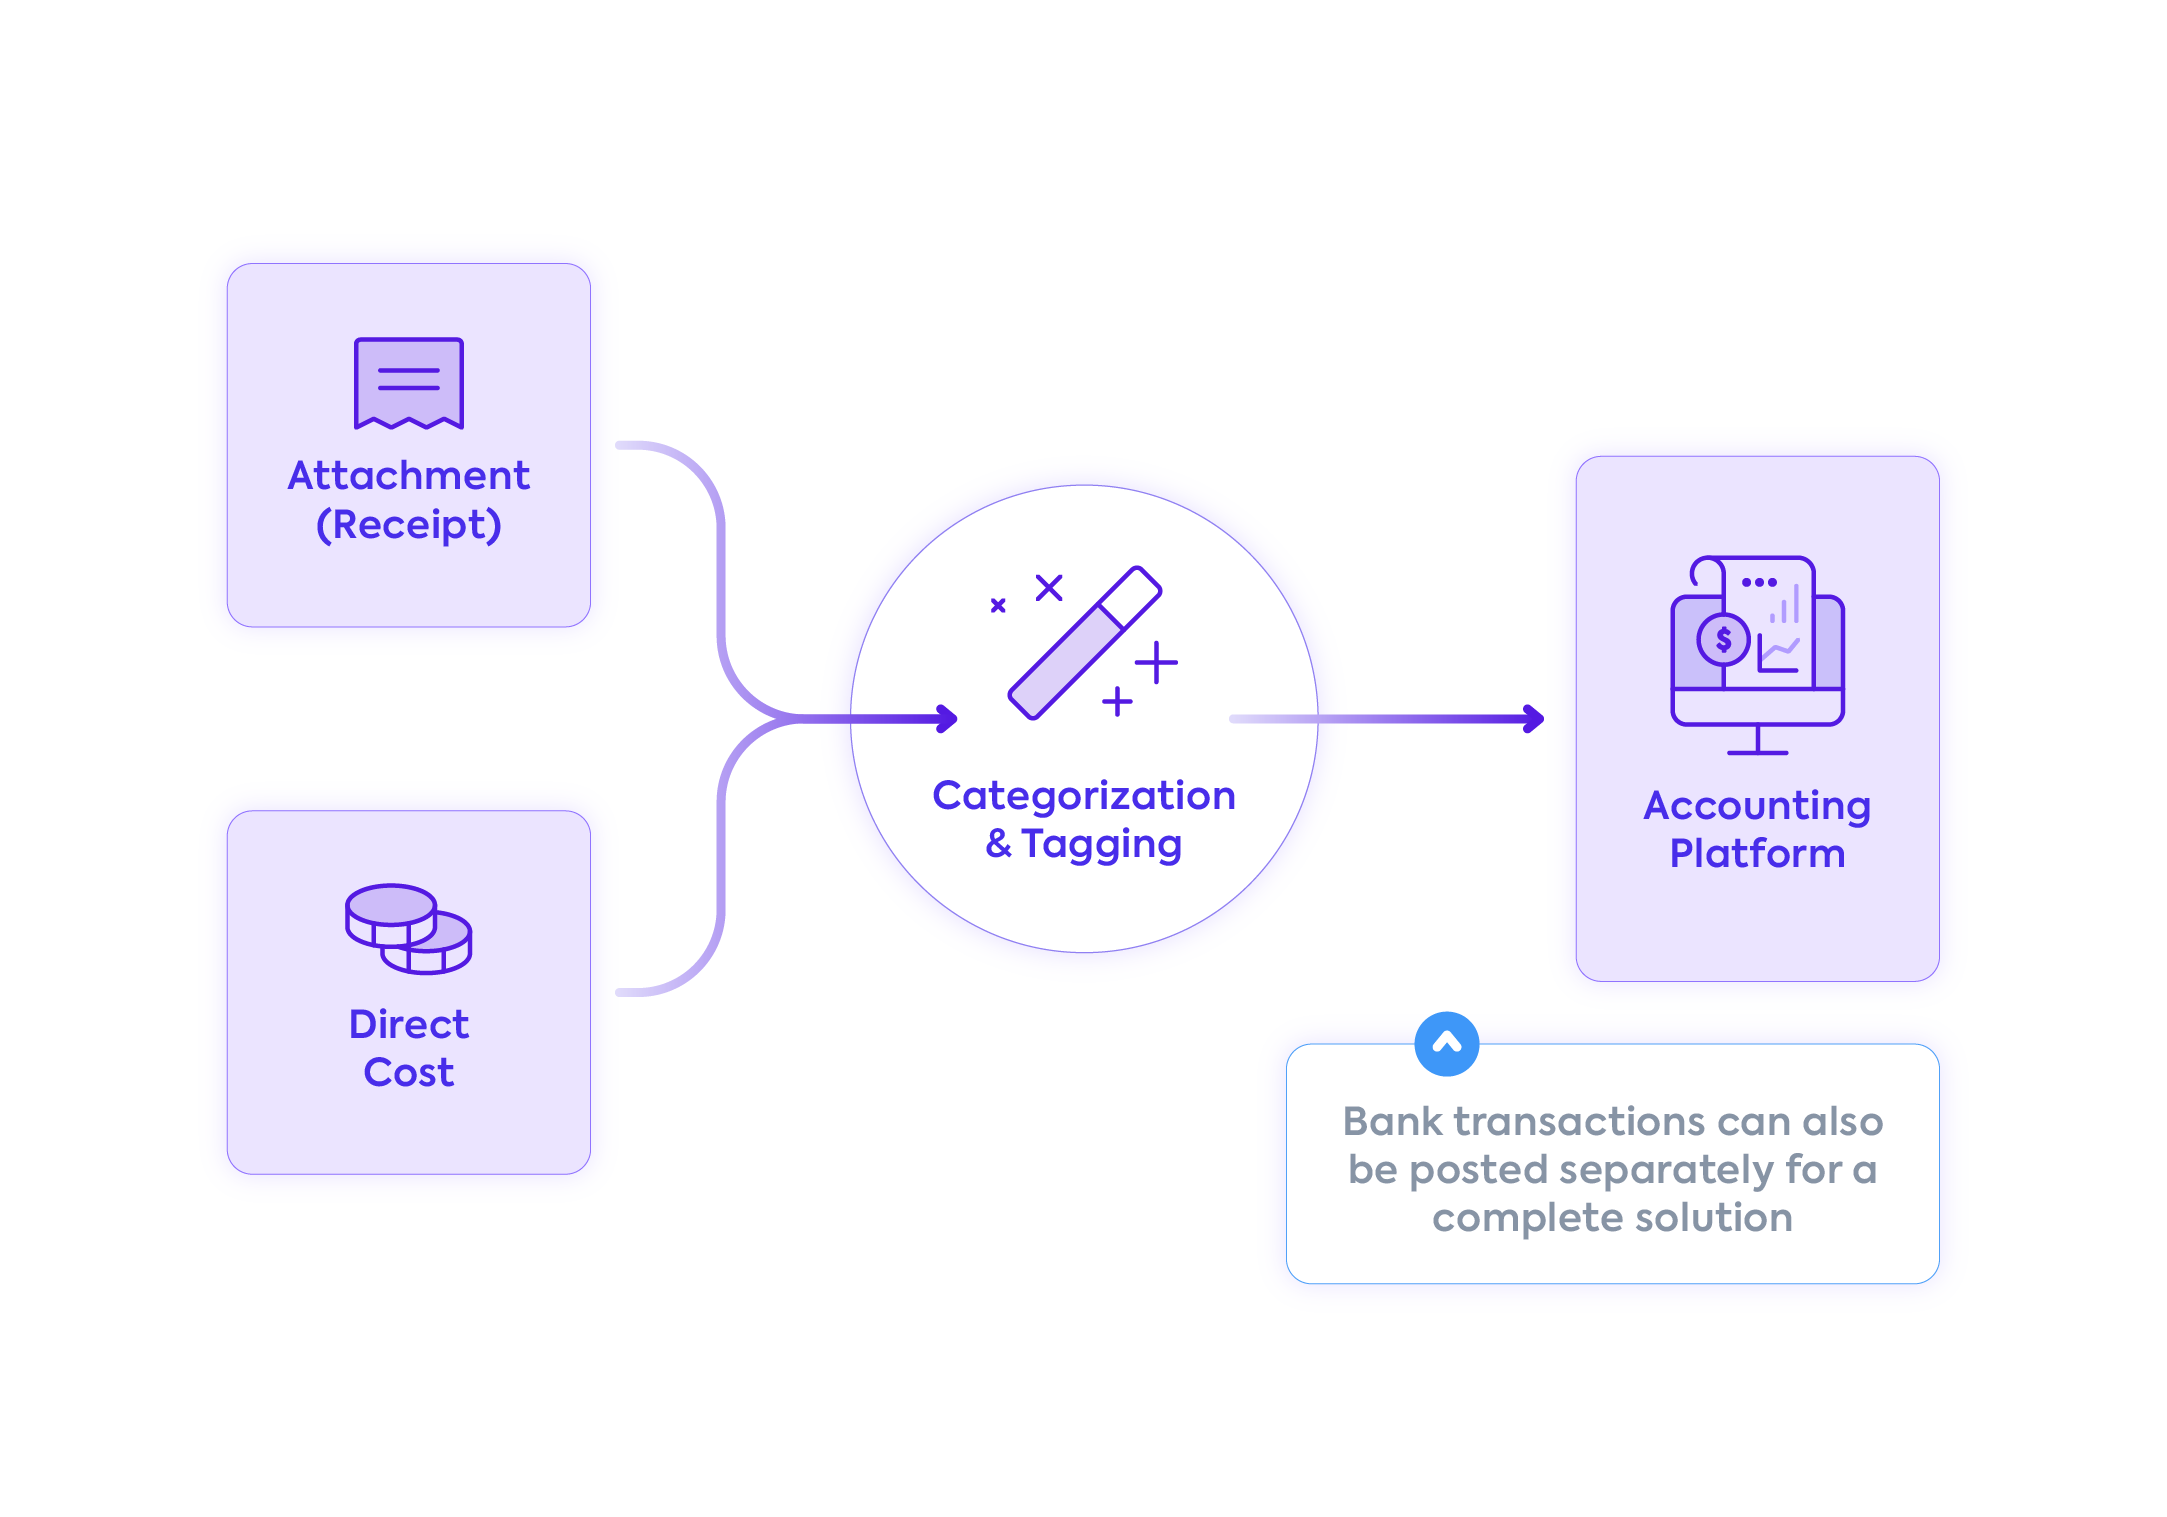 Attachment
(Receipt)
Direct
Cost
Categorization
& Tagging
$
Accounting
Platform
Bank transactions can also
be posted separately for a
complete solution